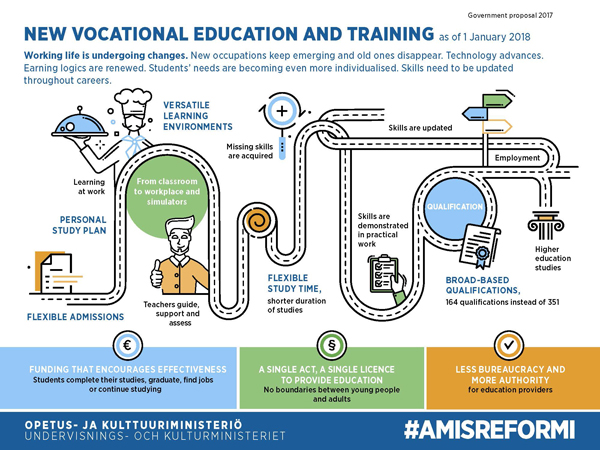 Government proposal 2017
NEW VOCATIONAL EDUCATION AND TRAINING as of 1 January 2018
Working life is undergoing changes. New occupations keep emerging and old ones disappear. Technology advances.
Earning logics are renewed. Students' needs are becoming even more individualised. Skills need to be updated
throughout careers.
VERSATILE
LEARNING
ENVIRONMENTS
Missing skills
are acquired
Skills are updated
Employment
Learning
at work
From classroom
to workplace and
simulators
PERSONAL
STUDY PLAN
FLEXIBLE ADMISSIONS
Teachers guide,
support and
assess
FLEXIBLE
STUDY TIME,
shorter duration
of studies
Skills are
demonstrated
in practical
work
QUALIFICATION
Higher
education
studies
BROAD-BASED
QUALIFICATIONS,
164 qualifications instead of 351
€
FUNDING THAT ENCOURAGES EFFECTIVENESS
Students complete their studies, graduate, find jobs
or continue studying
§
A SINGLE ACT, A SINGLE LICENCE
TO PROVIDE EDUCATION
No boundaries between young people
and adults
LESS BUREAUCRACY AND
MORE AUTHORITY
for education providers
OPETUS- JA KULTTUURIMINISTERIÖ
UNDERVISNINGS- OCH KULTURMINISTERIET
#AMISREFORMI